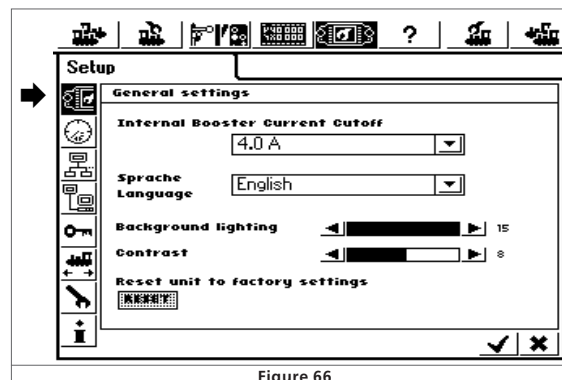 ?
Setup
General settings
Internal Booster Current Cutoff
4.0 A
Sprache
Language
English
Background lighting
15
Contrast
8
Reset unit to factory settings
RESET
Figure 66